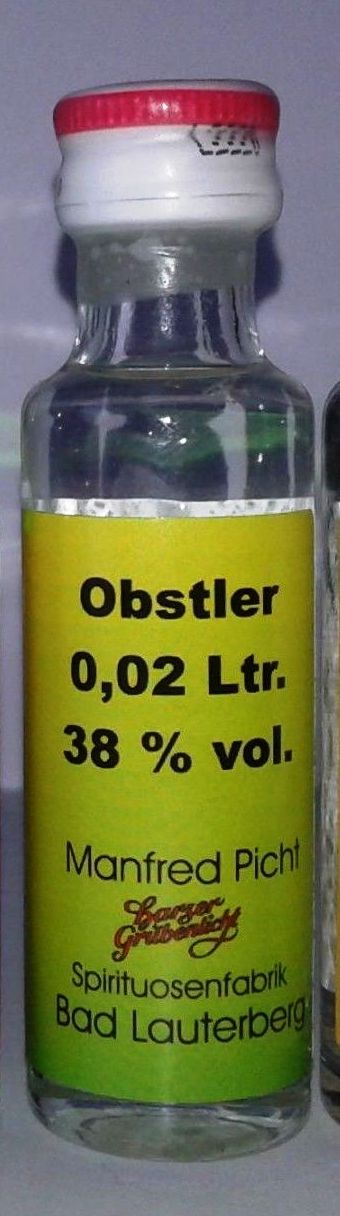 Obstler
0,02 Ltr.
38 % vol.
Manfred Picht
Harzer
Grubenlicht
Spirituosenfabrik
Bad Lauterberg